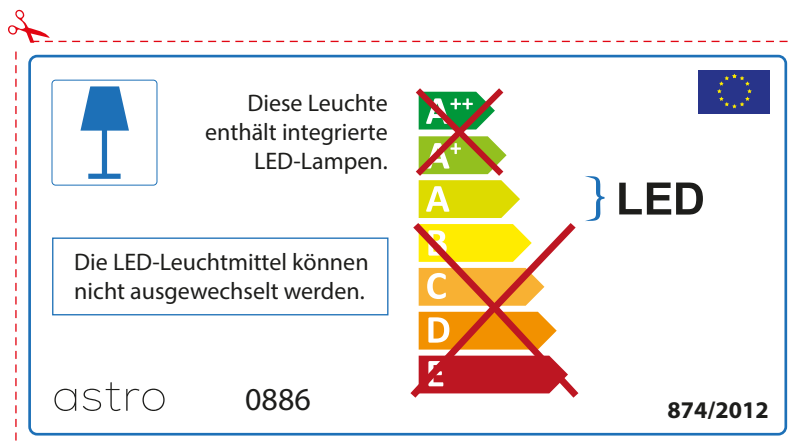 Diese Leuchte
enthält integrierte
LED-Lampen.
Die LED-Leuchtmittel können
nicht ausgewechselt werden.
A++
A+
A
B
C
D
E
LED
astro
0886
874/2012